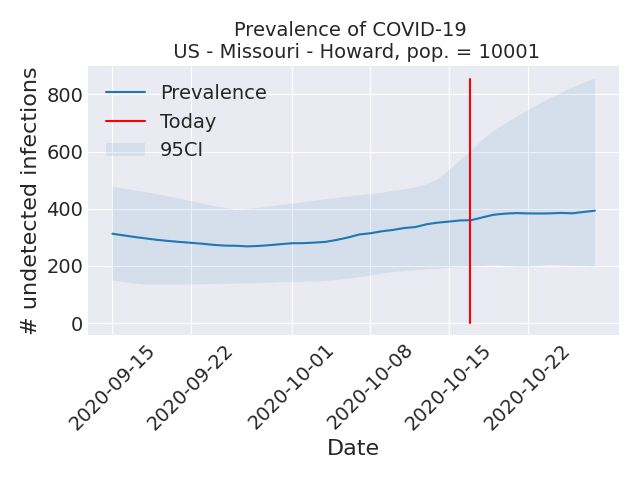 Prevalence of COVID-19
US - Missouri - Howard, pop. = 10001
# undetected infections
800
600
400
200
0
Prevalence
Today
95CI
2020-09-15
2020-09-22
2020-10-01
2020-10-08
2020-10-15
2020-10-22
Date